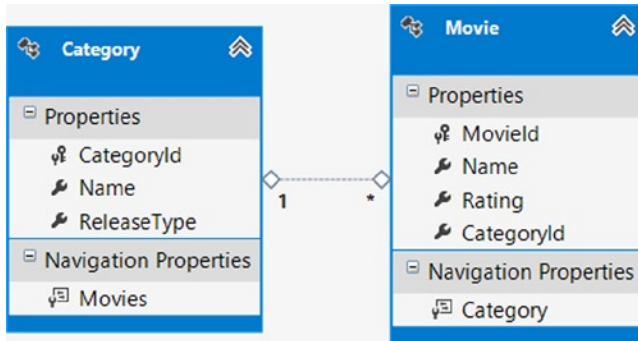 Category
Properties
CategoryId
Name
ReleaseType
Navigation Properties
Movies
1
*
Movie
Properties
MovieId
Name
Rating
CategoryId
Navigation Properties
Category